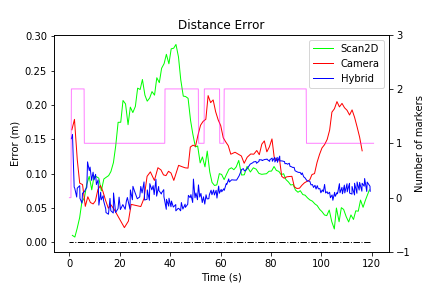 Distance Error
Error (m)
0.30
0.25
0.20
0.15
0.10
0.05
0.00
Scan2D
Camera
Hybrid
3
2
1
0
−1
Number of markers
0 20 40 60 80 100 120
Time (s)